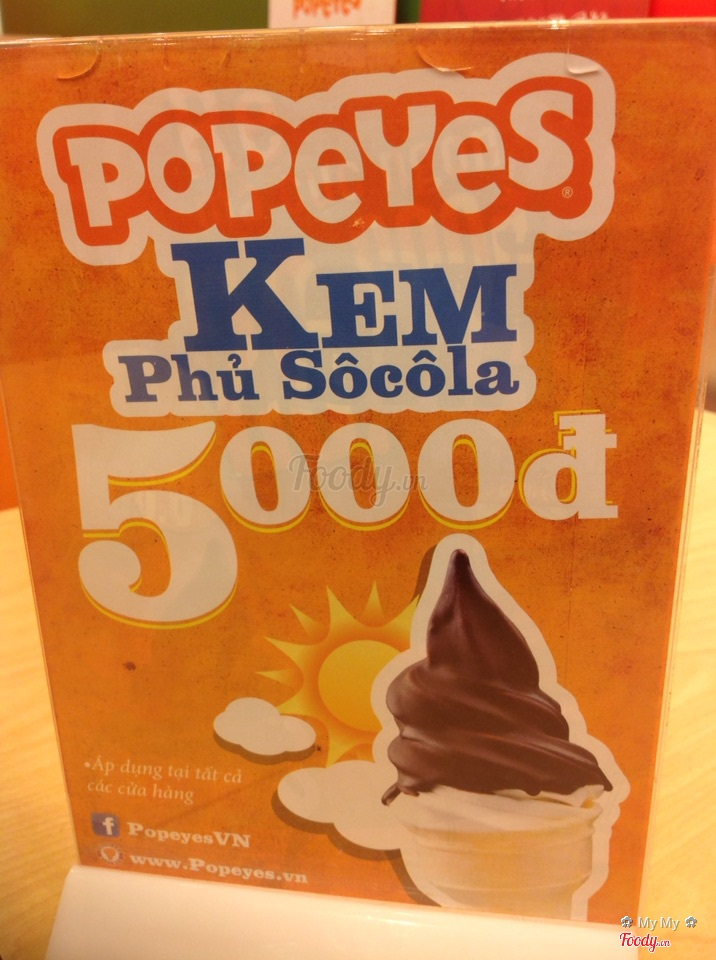 POPEYES
POPEYES®
KEM
Phủ Sôcôla
5000đ
Foody.vn
•Áp dụng tại tất cả
các cửa hàng
f PopeyesVN
www.Popeyes.vn
My My
Foody.vn